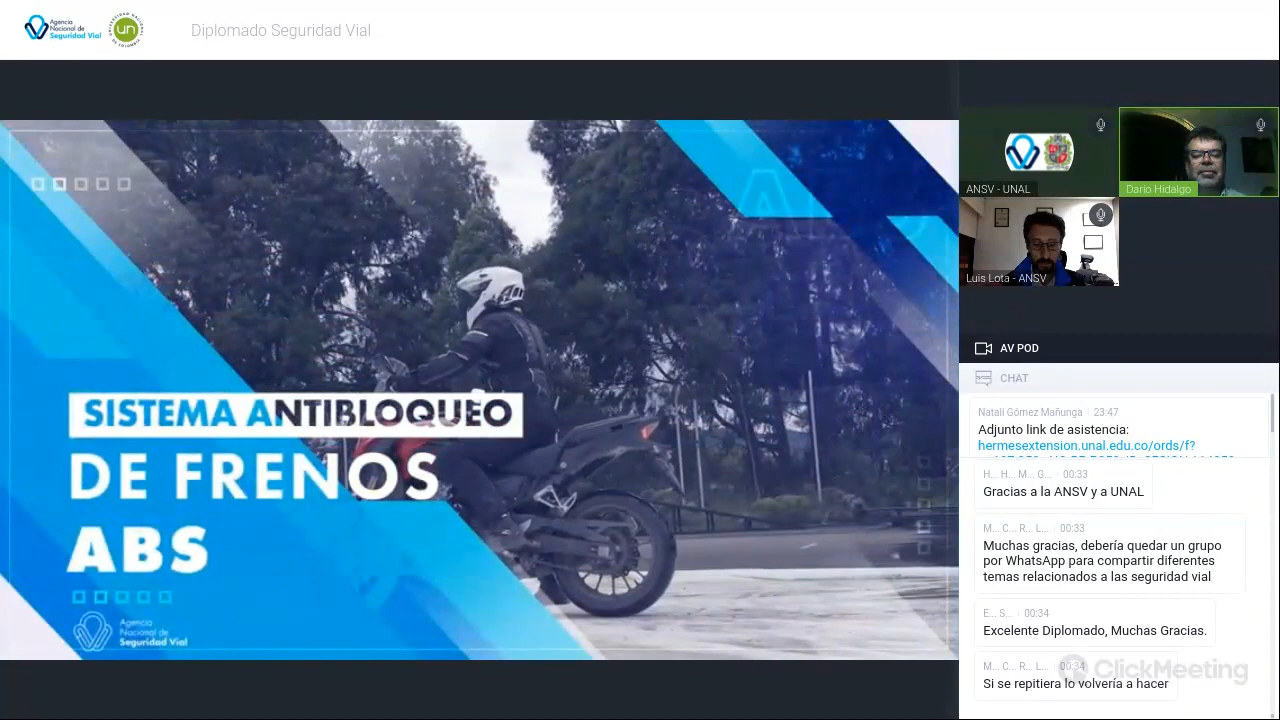 Agencia
Nacional de
Seguridad Vial
un
Diplomado Seguridad Vial
SISTEMA ANTIBLOQUEO
DE FRENOS
ABS
Agencia
Nacional de
Seguridad Vial
ANSV - UNAL
Darío Hidalgo
Luis Lota - ANSV
AV POD
CHAT
Natali Gómez Mañunga 23:47
Adjunto link de asistencia:
hermesextension.unal.edu.co/ords/f?
H... H... M... G... 00:33
Gracias a la ANSV y a UNAL
M... C... R... L... 00:33
Muchas gracias, debería quedar un grupo
por WhatsApp para compartir diferentes
temas relacionados a las seguridad vial
E... S... 00:34
Excelente Diplomado, Muchas Gracias.
M... C... R... L... 00:34
ClickMeeting
Si se repitiera lo volvería a hacer